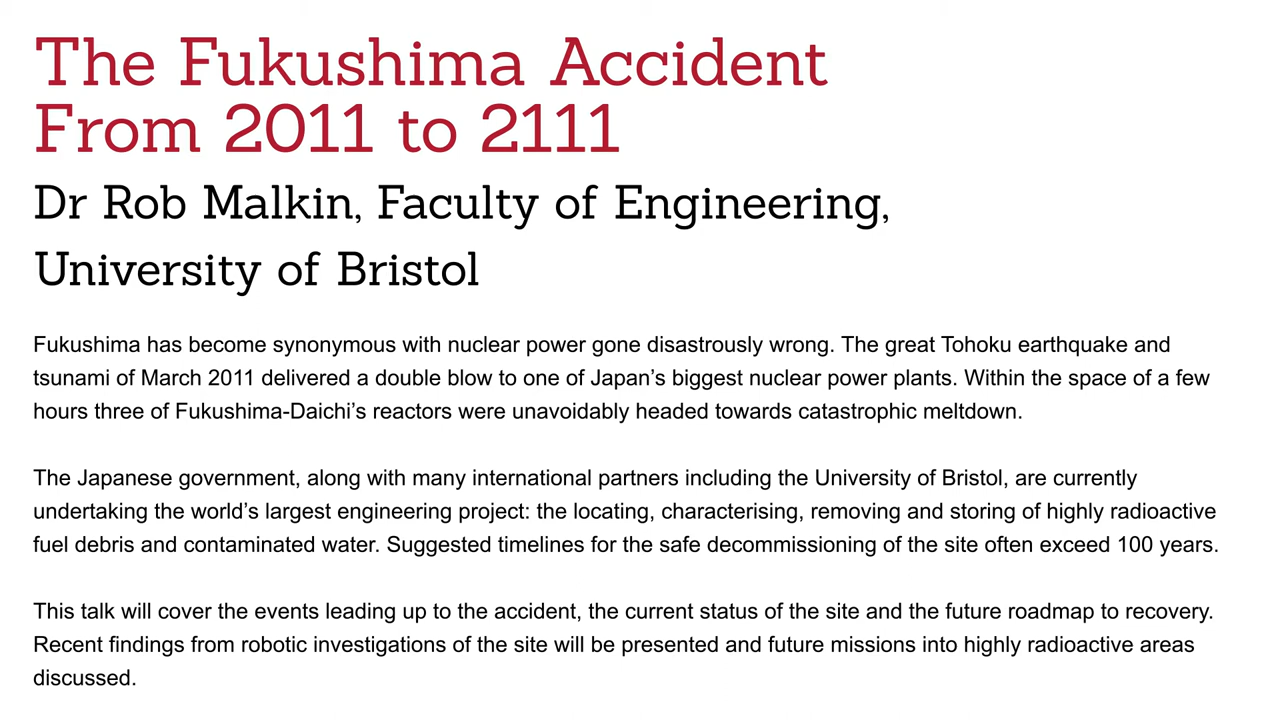 The Fukushima Accident
From 2011 to 2111
Dr Rob Malkin, Faculty of Engineering,
University of Bristol
Fukushima has become synonymous with nuclear power gone disastrously wrong. The great Tohoku earthquake and
tsunami of March 2011 delivered a double blow to one of Japan’s biggest nuclear power plants. Within the space of a few
hours three of Fukushima-Daichi’s reactors were unavoidably headed towards catastrophic meltdown.
The Japanese government, along with many international partners including the University of Bristol, are currently
undertaking the world’s largest engineering project: the locating, characterising, removing and storing of highly radioactive
fuel debris and contaminated water. Suggested timelines for the safe decommissioning of the site often exceed 100 years.
This talk will cover the events leading up to the accident, the current status of the site and the future roadmap to recovery.
Recent findings from robotic investigations of the site will be presented and future missions into highly radioactive areas
discussed.